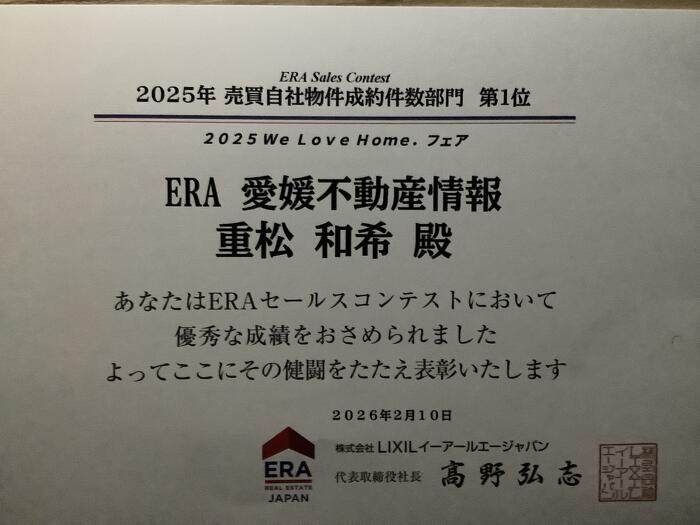 ERA Sales Contest
2025年 売買自社物件成約件数部門 第1位
2025 We Love Home. フェア
ERA 愛媛不動産情報
重松 和希 殿
あなたはERAセールスコンテストにおいて
優秀な成績をおさめられました
よってここにその健闘をたたえ表彰いたします
2026年2月10日
株式会社 LIXILイーアールエージャパン
代表取締役社長 髙野弘志
ERA
REAL ESTATE
JAPAN